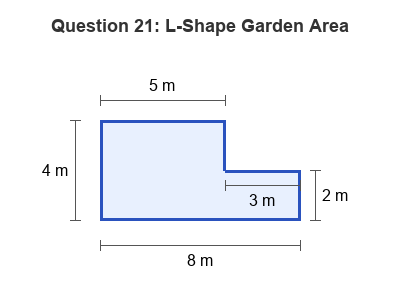 Question 21: L-Shape Garden Area
5 m
4 m
3 m
2 m
8 m